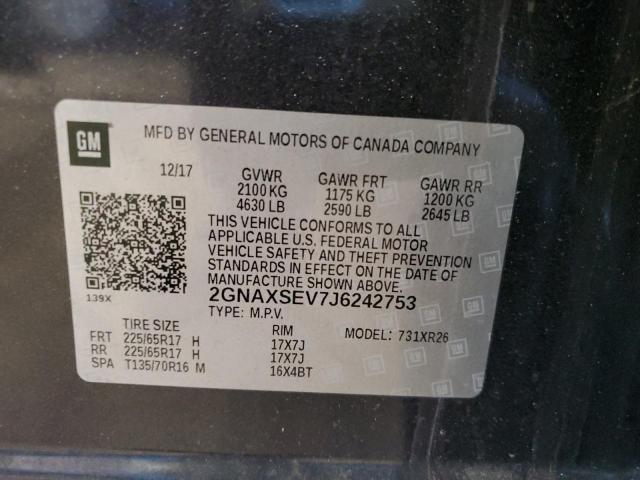 GM
MFD BY GENERAL MOTORS OF CANADA COMPANY
12/17 GVWR GAWR FRT GAWR RR
2100 KG 1175 KG 1200 KG
4630 LB 2590 LB 2645 LB
THIS VEHICLE CONFORMS TO ALL
APPLICABLE U.S. FEDERAL MOTOR
VEHICLE SAFETY AND THEFT PREVENTION
STANDARDS IN EFFECT ON THE DATE OF
MANUFACTURE SHOWN ABOVE.
139X 2GNAXSEV7J6242753
TYPE: M.P.V.
TIRE SIZE RIM MODEL: 731XR26
FRT 225/65R17 H 17X7J
RR 225/65R17 H 17X7J
SPA T135/70R16 M 16X4BT